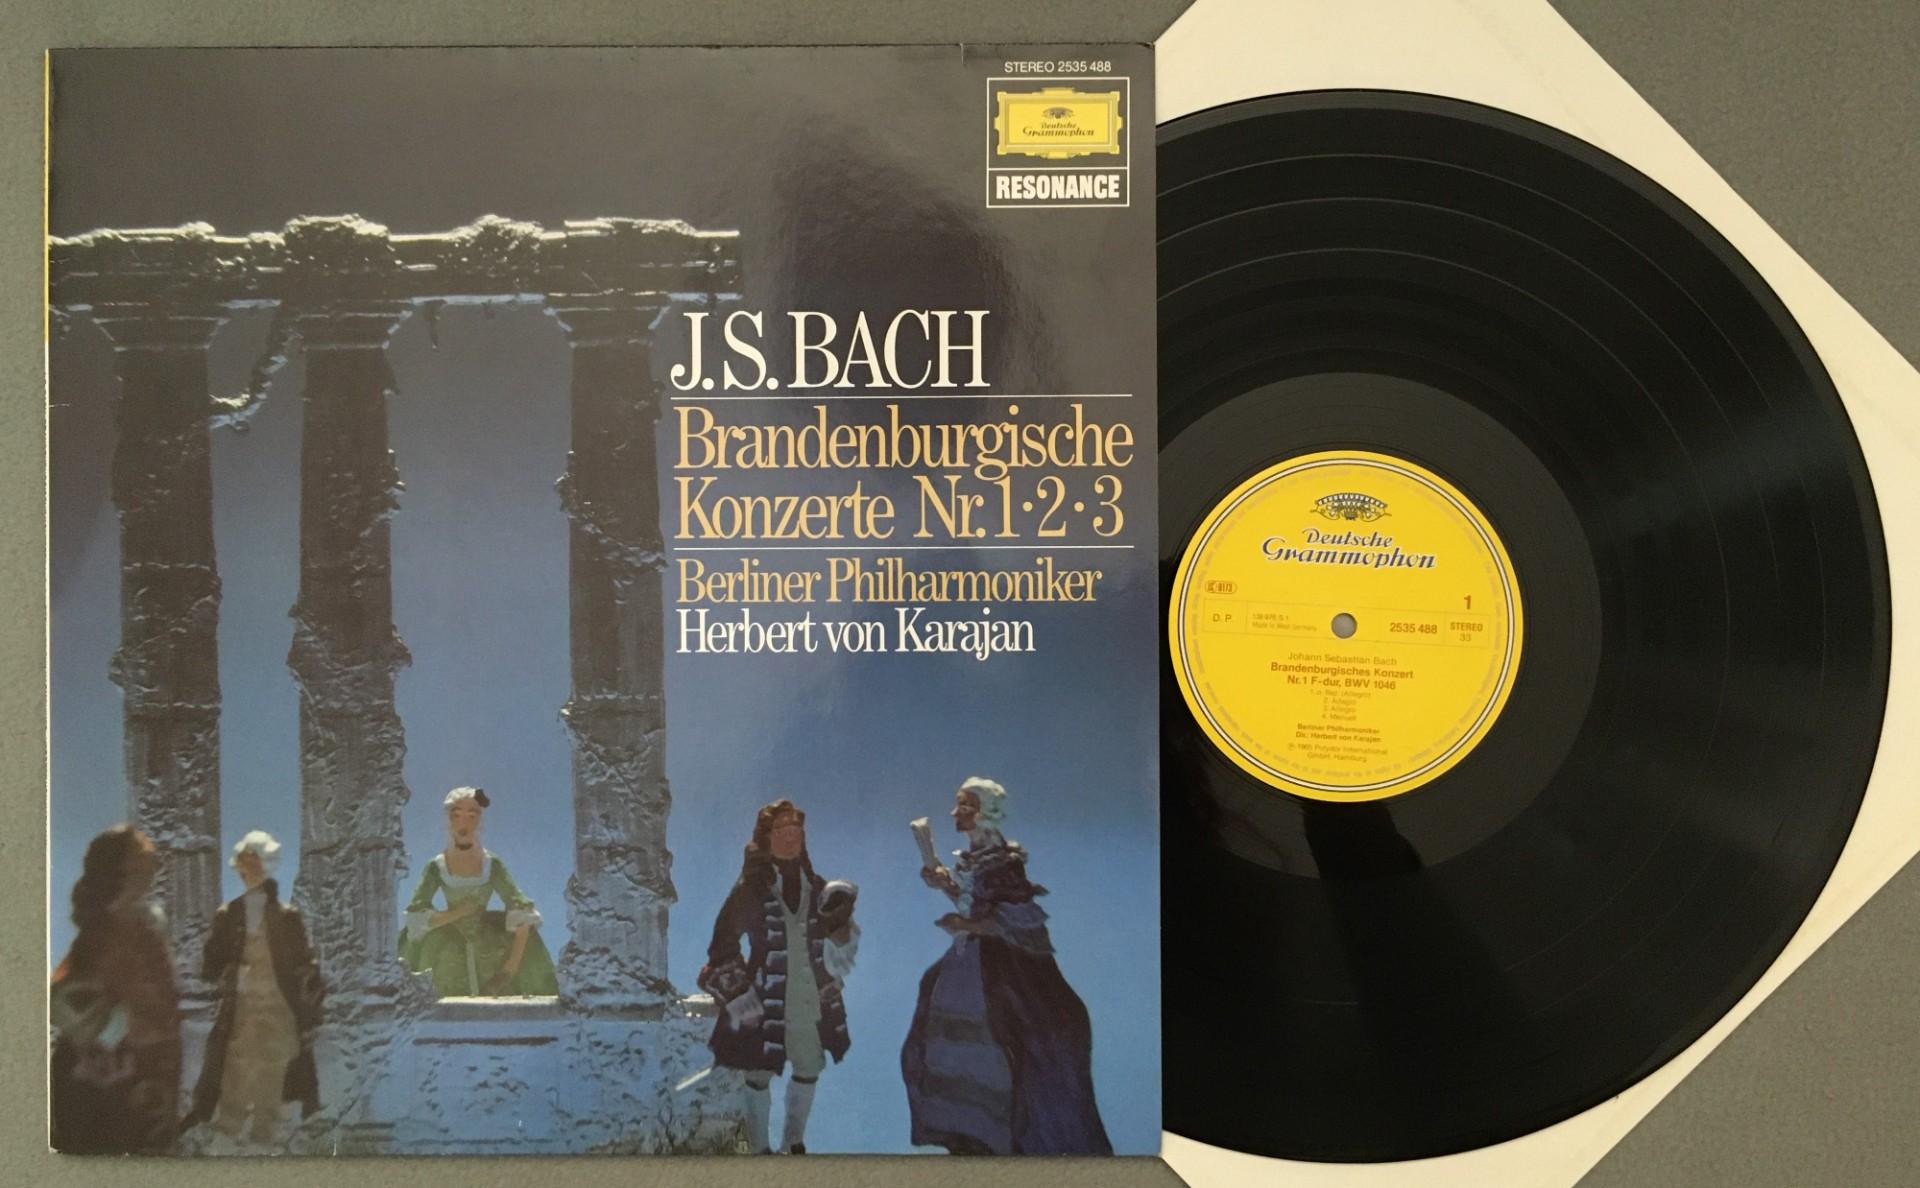 STEREO 2535 488
Deutsche
Grammophon
RESONANCE
J.S. BACH
Brandenburgische
Konzerte Nr. 1·2·3
Berliner Philharmoniker
Herbert von Karajan
Deutsche
Grammophon
1
D. P.
Made in West Germany
2535 488
STEREO
33
Johann Sebastian Bach
Brandenburgisches Konzert
Nr. 1 F-dur, BWV 1046
2. Adagio
3. Allegro
4. Menuett
Berliner Philharmoniker
Dir.: Herbert von Karajan
℗ 1965 Polydor International
GmbH, Hamburg